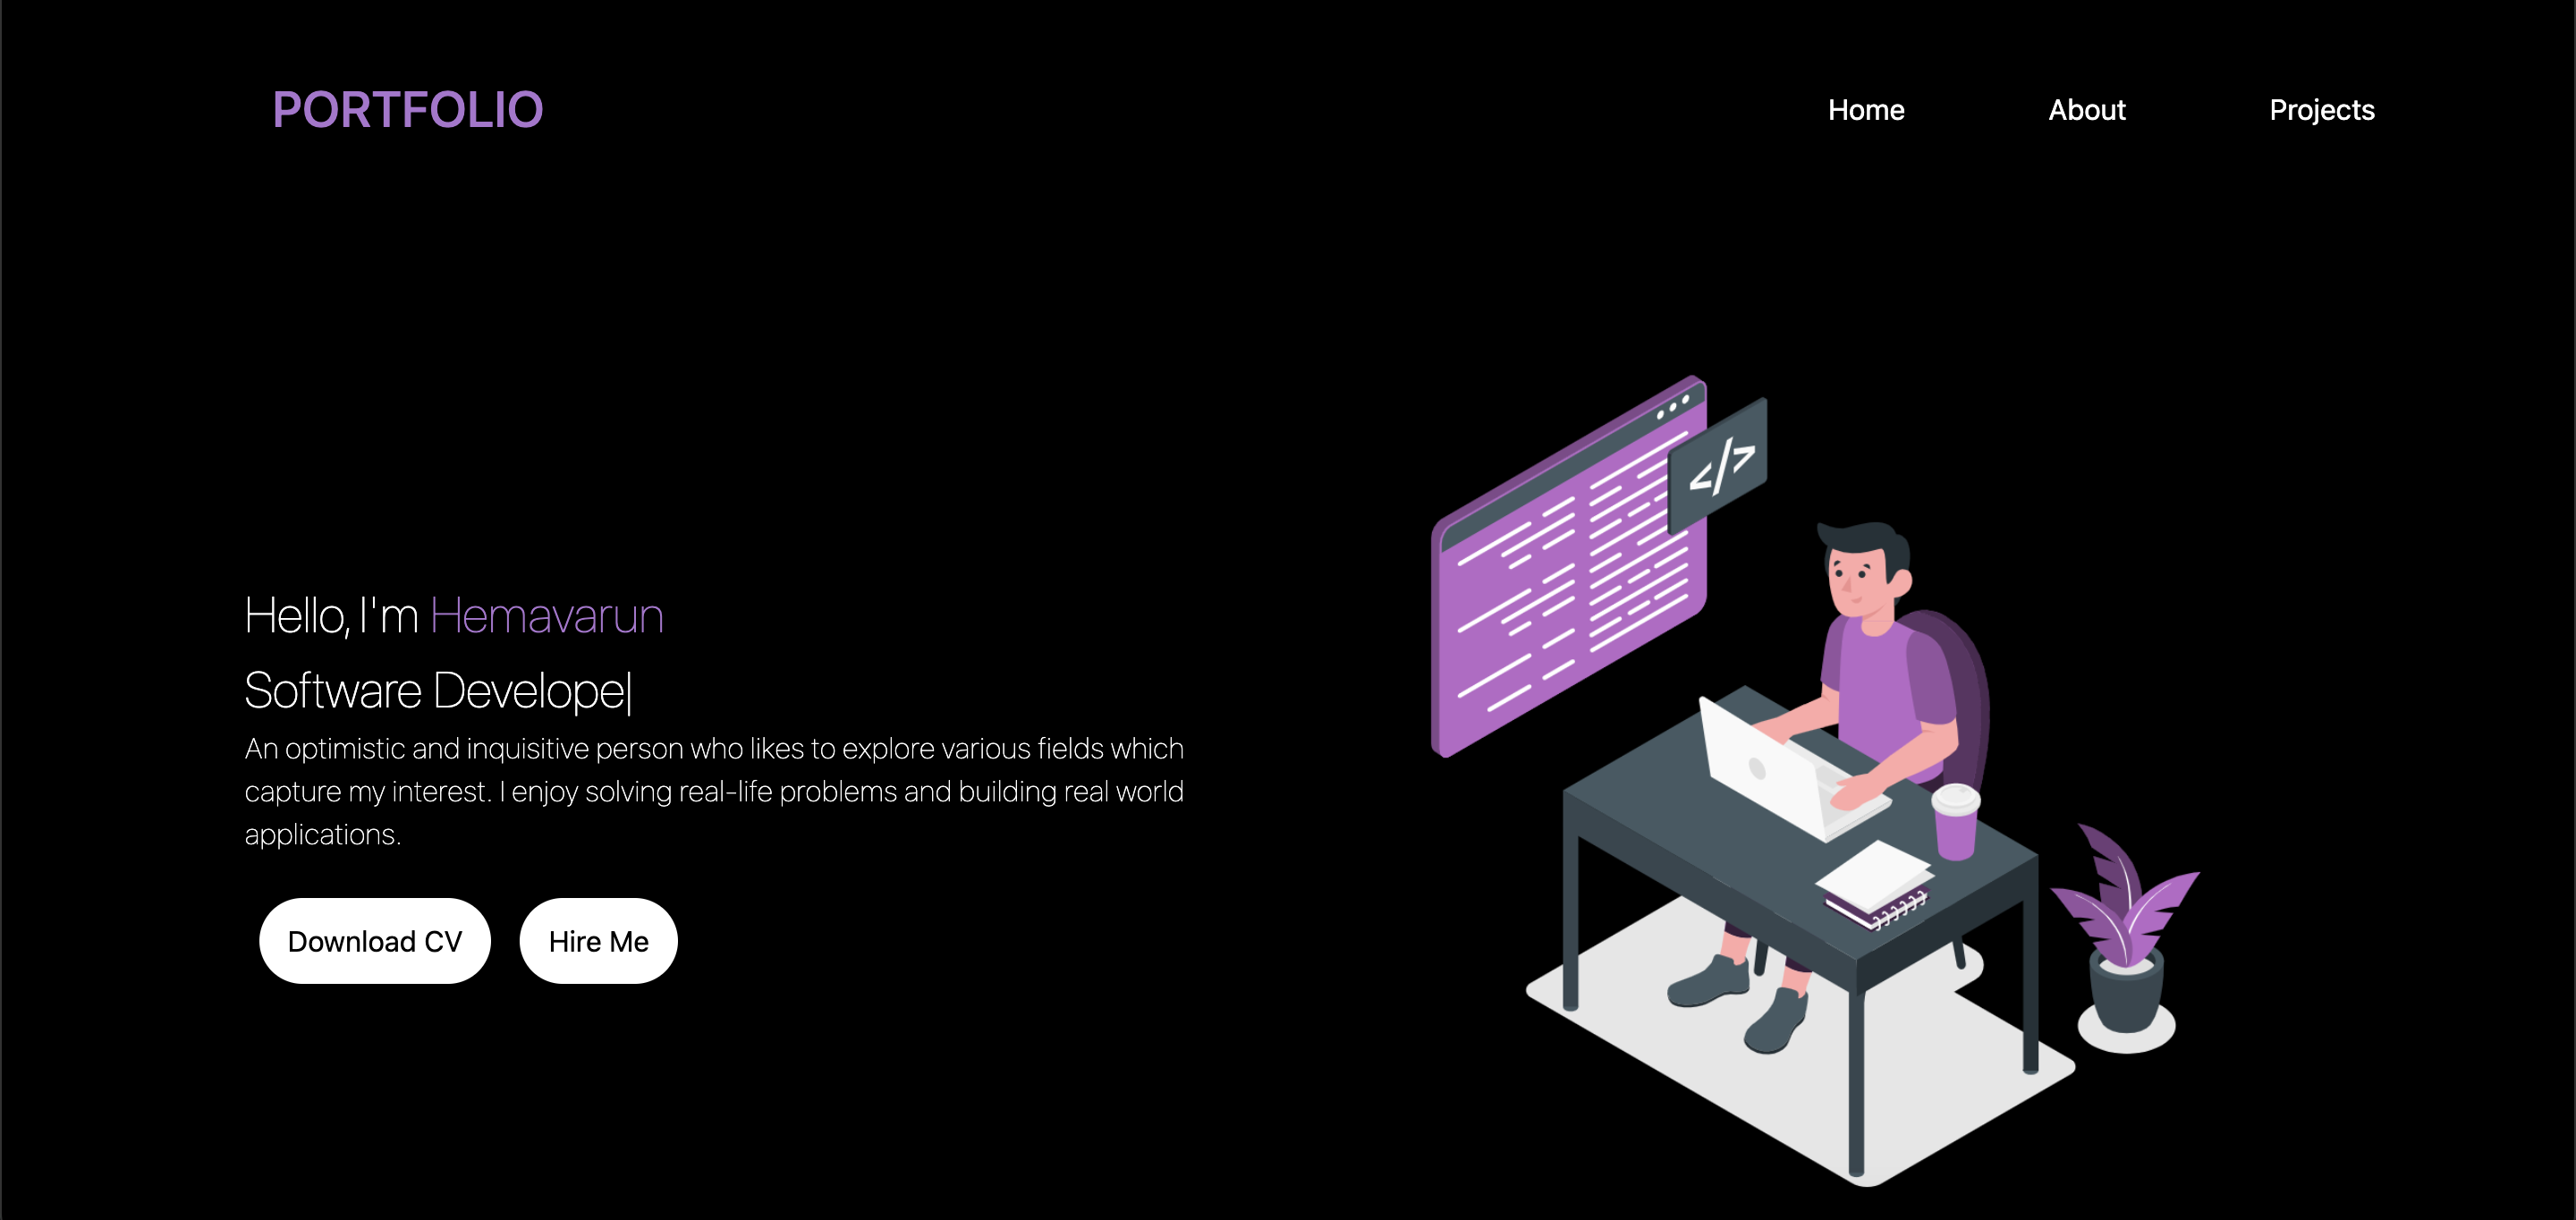 PORTFOLIO
Home
About
Projects
</>
Hello, I'm Hemavarun
Software Develope|
An optimistic and inquisitive person who likes to explore various fields which
capture my interest. I enjoy solving real-life problems and building real world
applications.
Download CV
Hire Me